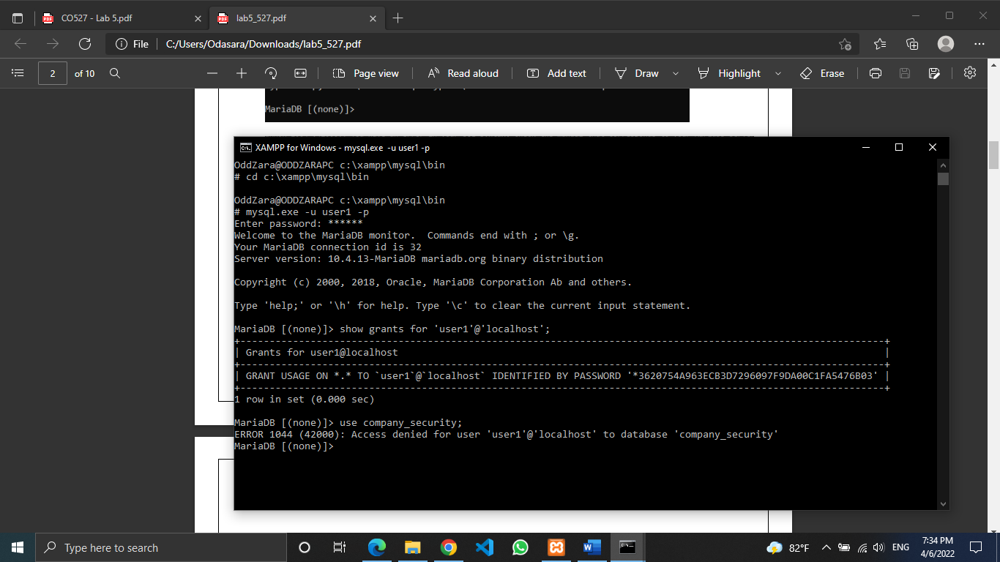 CO527 - Lab 5.pdf
lab5_527.pdf
File
C:/Users/Odasara/Downloads/lab5_527.pdf
2 of 10
Page view
Read aloud
Add text
Draw
Highlight
Erase
MariaDB [(none)]>
XAMPP for Windows - mysql.exe -u user1 -p
OddZara@ODDZARAPC c:\xampp\mysql\bin
# cd c:\xampp\mysql\bin
OddZara@ODDZARAPC c:\xampp\mysql\bin
# mysql.exe -u user1 -p
Enter password: ******
Welcome to the MariaDB monitor.  Commands end with ; or \g.
Your MariaDB connection id is 32
Server version: 10.4.13-MariaDB mariadb.org binary distribution
Copyright (c) 2000, 2018, Oracle, MariaDB Corporation Ab and others.
Type 'help;' or '\h' for help. Type '\c' to clear the current input statement.
MariaDB [(none)]> show grants for 'user1'@'localhost';
| Grants for user1@localhost |
| GRANT USAGE ON *.* TO `user1`@`localhost` IDENTIFIED BY PASSWORD '*3620754A963ECB3D7296097F9DA00C1FA5476B03' |
1 row in set (0.000 sec)
MariaDB [(none)]> use company_security;
ERROR 1044 (42000): Access denied for user 'user1'@'localhost' to database 'company_security'
MariaDB [(none)]>
Type here to search
82°F
ENG
7:34 PM
4/6/2022